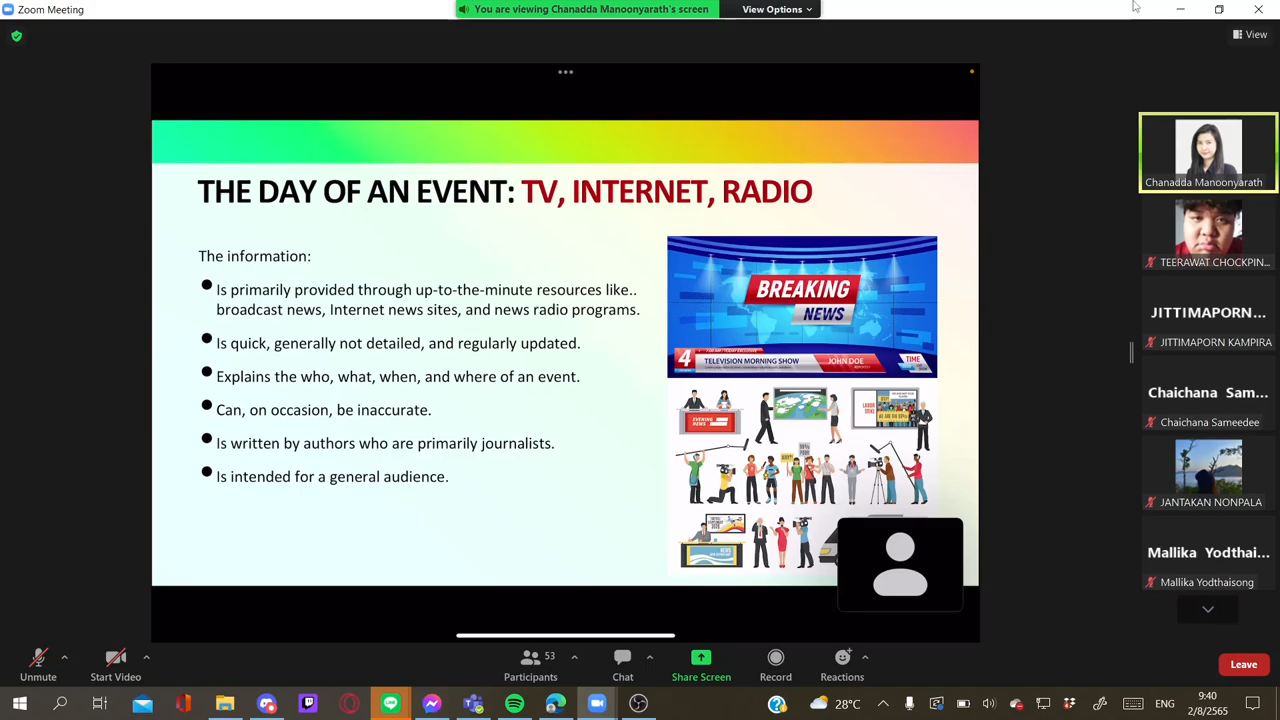 Zoom Meeting
You are viewing Chanadda Manoonyarath's screen
View Options
View
THE DAY OF AN EVENT: TV, INTERNET, RADIO
The information:
Is primarily provided through up-to-the-minute resources like..
broadcast news, Internet news sites, and news radio programs.
Is quick, generally not detailed, and regularly updated.
Explains the who, what, when, and where of an event.
Can, on occasion, be inaccurate.
Is written by authors who are primarily journalists.
Is intended for a general audience.
BREAKING
NEWS
4
TELEVISION MORNING SHOW
JOHN DOE
TIME
EVENING
NEWS
Chanadda Manoonyarath
TEERAWAT CHOCKPIN...
JITTIMAPORN...
JITTIMAPORN KAMPIRA
Chaichana Sam...
Chaichana Sameedee
JANTAKAN NONPALA
Mallika Yodthai...
Mallika Yodthaisong
Unmute
Start Video
53
Participants
Chat
Share Screen
Record
Reactions
Leave
28°C
ENG
9:40
2/8/2565